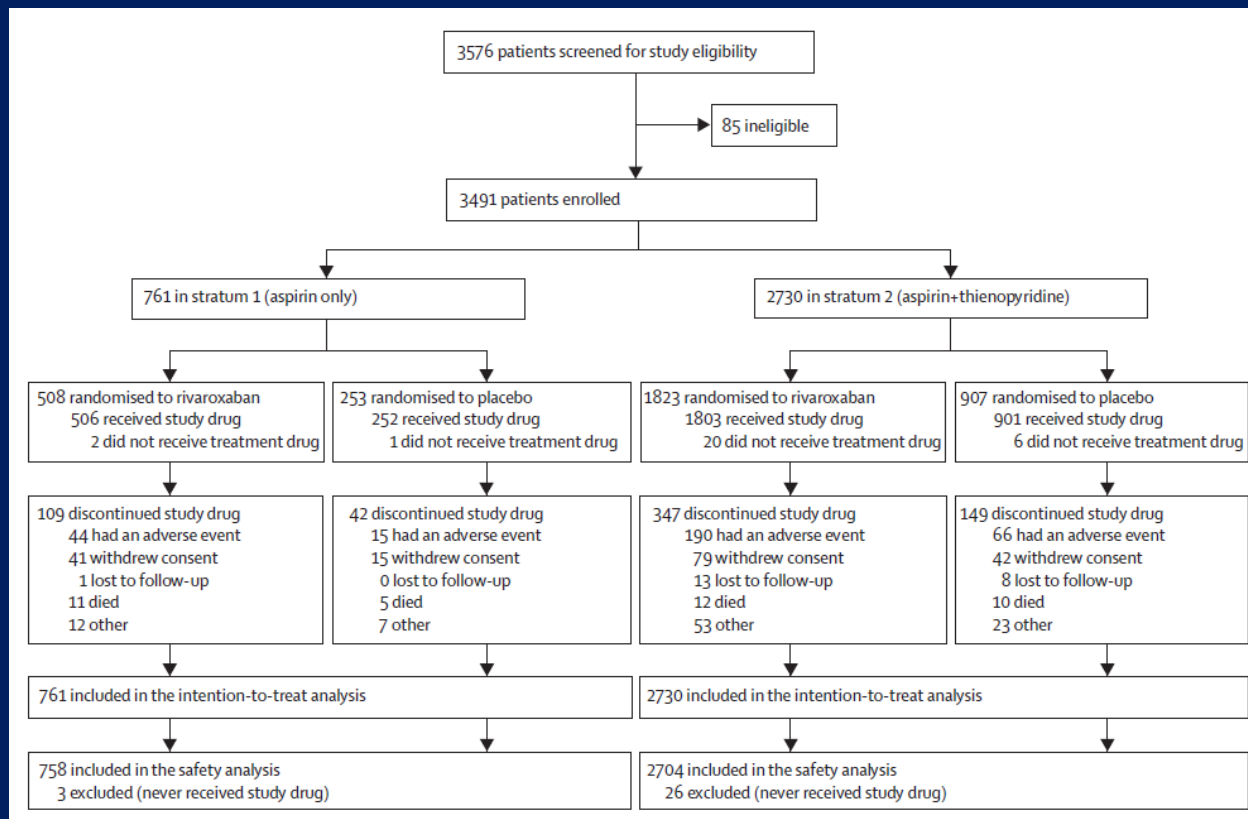 3576 patients screened for study eligibility
85 ineligible
3491 patients enrolled
761 in stratum 1 (aspirin only)
2730 in stratum 2 (aspirin+thienopyridine)
508 randomised to rivaroxaban
506 received study drug
2 did not receive treatment drug
253 randomised to placebo
252 received study drug
1 did not receive treatment drug
1823 randomised to rivaroxaban
1803 received study drug
20 did not receive treatment drug
907 randomised to placebo
901 received study drug
6 did not receive treatment drug
109 discontinued study drug
44 had an adverse event
41 withdrew consent
1 lost to follow-up
11 died
12 other
42 discontinued study drug
15 had an adverse event
15 withdrew consent
0 lost to follow-up
5 died
7 other
347 discontinued study drug
190 had an adverse event
79 withdrew consent
13 lost to follow-up
12 died
53 other
149 discontinued study drug
66 had an adverse event
42 withdrew consent
8 lost to follow-up
10 died
23 other
761 included in the intention-to-treat analysis
2730 included in the intention-to-treat analysis
758 included in the safety analysis
3 excluded (never received study drug)
2704 included in the safety analysis
26 excluded (never received study drug)